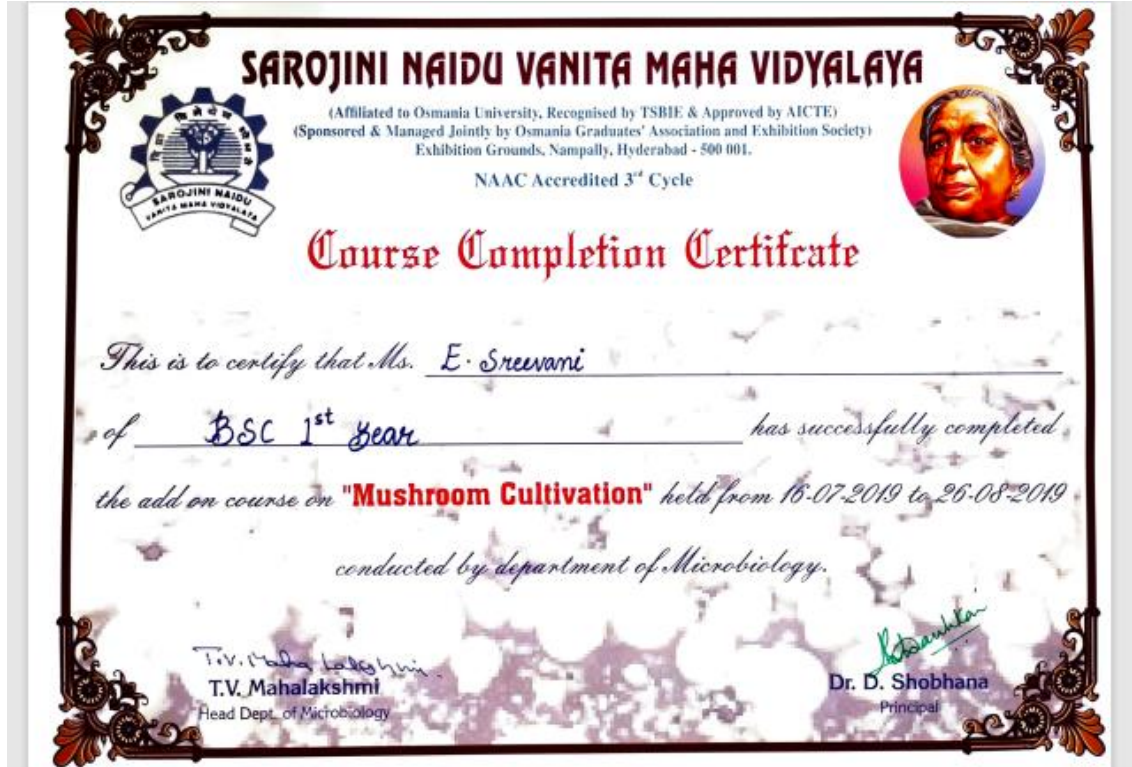 SAROJINI NAIDU VANITA MAHA VIDYALAYA
(Affiliated to Osmania University, Recognised by TSBIE & Approved by AICTE)
(Sponsored & Managed Jointly by Osmania Graduates' Association and Exhibition Society)
Exhibition Grounds, Nampally, Hyderabad - 500 001.
NAAC Accredited 3rd Cycle
SAROJINI NAIDU
VANITA MAHA VIDYALAYA
Course Completion Certifcate
This is to certify that Ms. E. Sreevani
of BSC 1st Year has successfully completed
the add on course on "Mushroom Cultivation" held from 16-07-2019 to 26-08-2019
conducted by department of Microbiology.
T.V. Maha Lakshmi
T.V. Mahalakshmi
Head Dept. of Microbiology
Dr. D. Shobhana
Principal